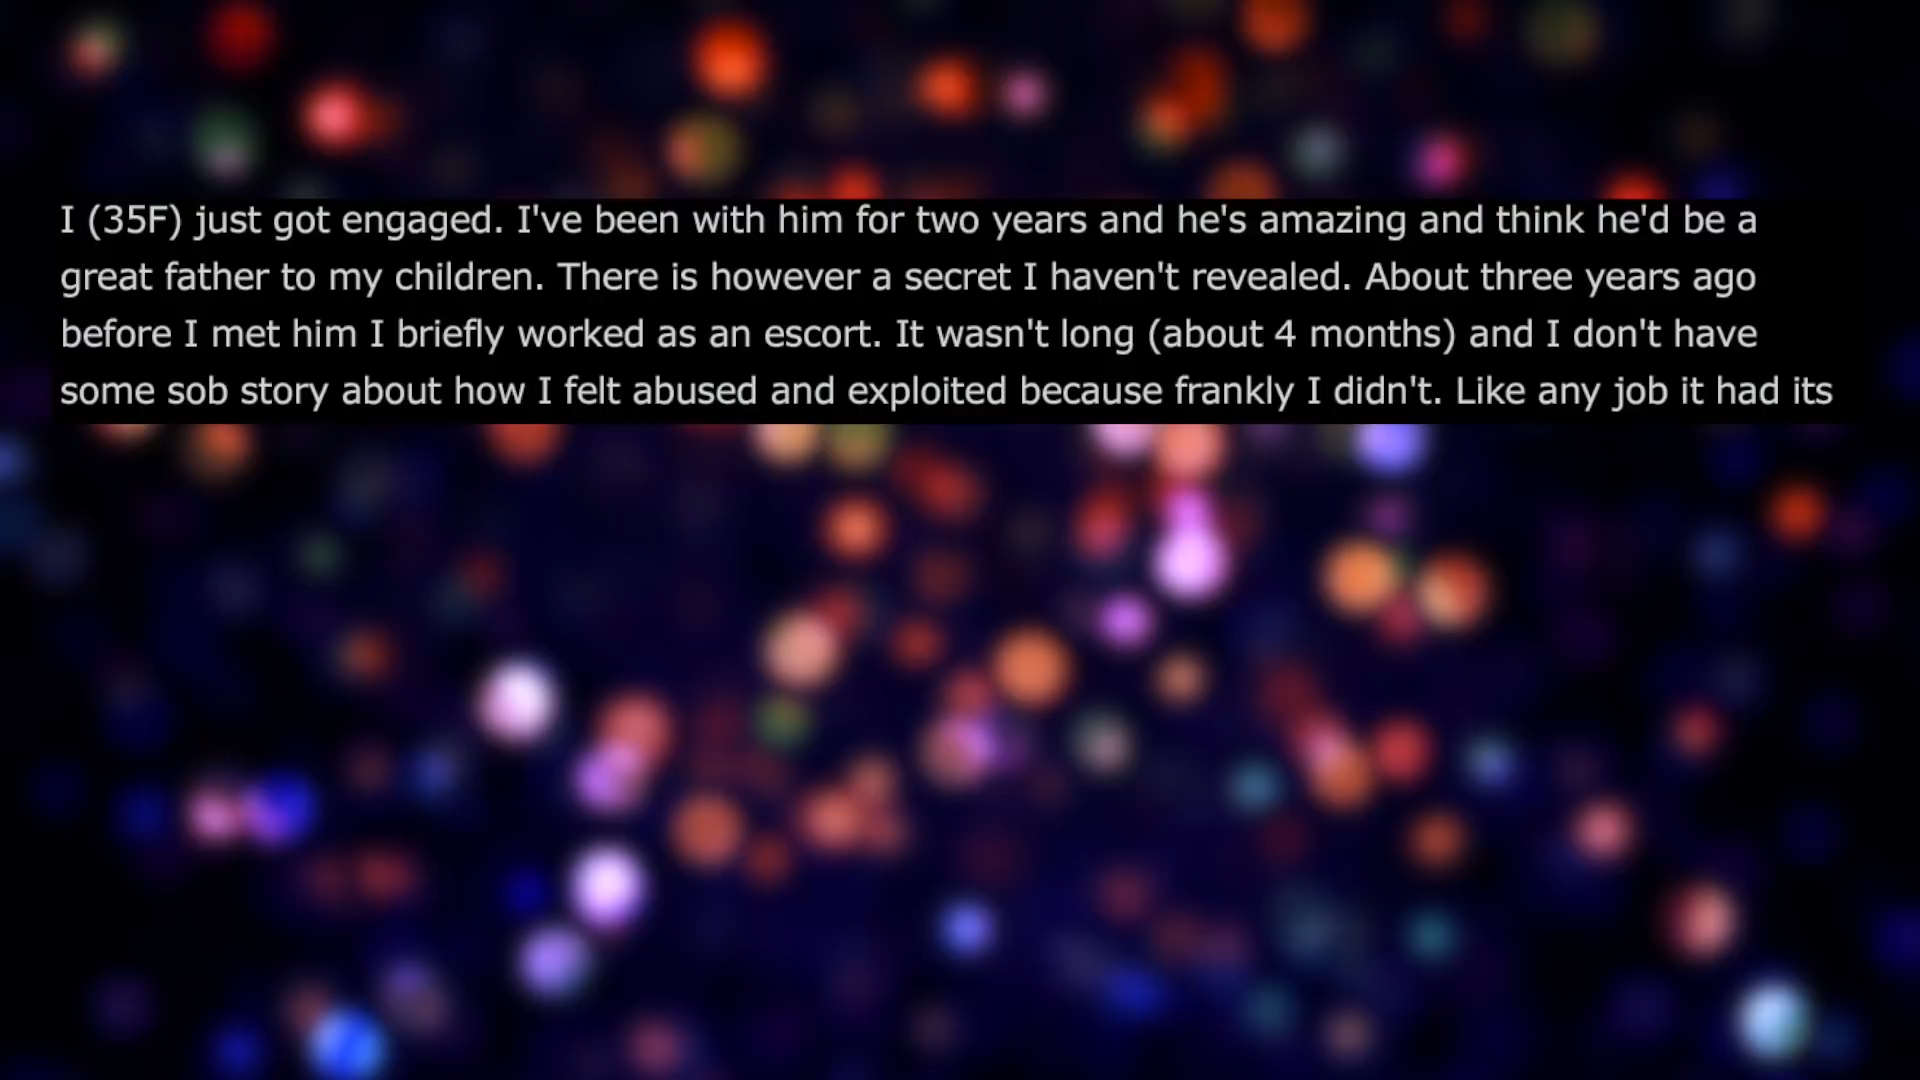 I (35F) just got engaged. I've been with him for two years and he's amazing and think he'd be a
great father to my children. There is however a secret I haven't revealed. About three years ago
before I met him I briefly worked as an escort. It wasn't long (about 4 months) and I don't have
some sob story about how I felt abused and exploited because frankly I didn't. Like any job it had its